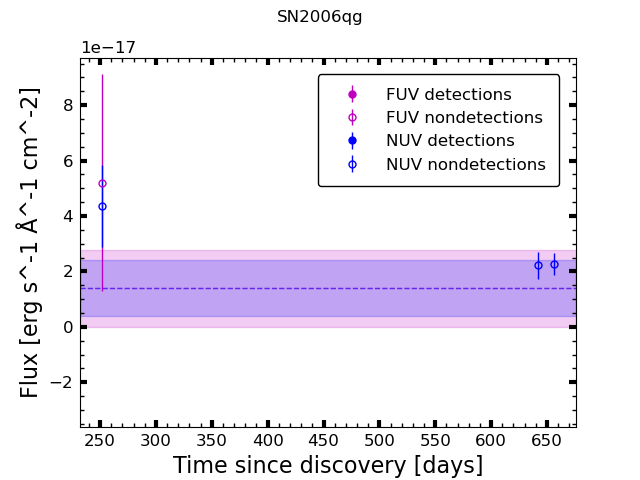 SN2006qg
1e−17
FUV detections
FUV nondetections
NUV detections
NUV nondetections
8
6
4
2
0
−2
Flux [erg s^-1 Å^-1 cm^-2]
250 300 350 400 450 500 550 600 650
Time since discovery [days]